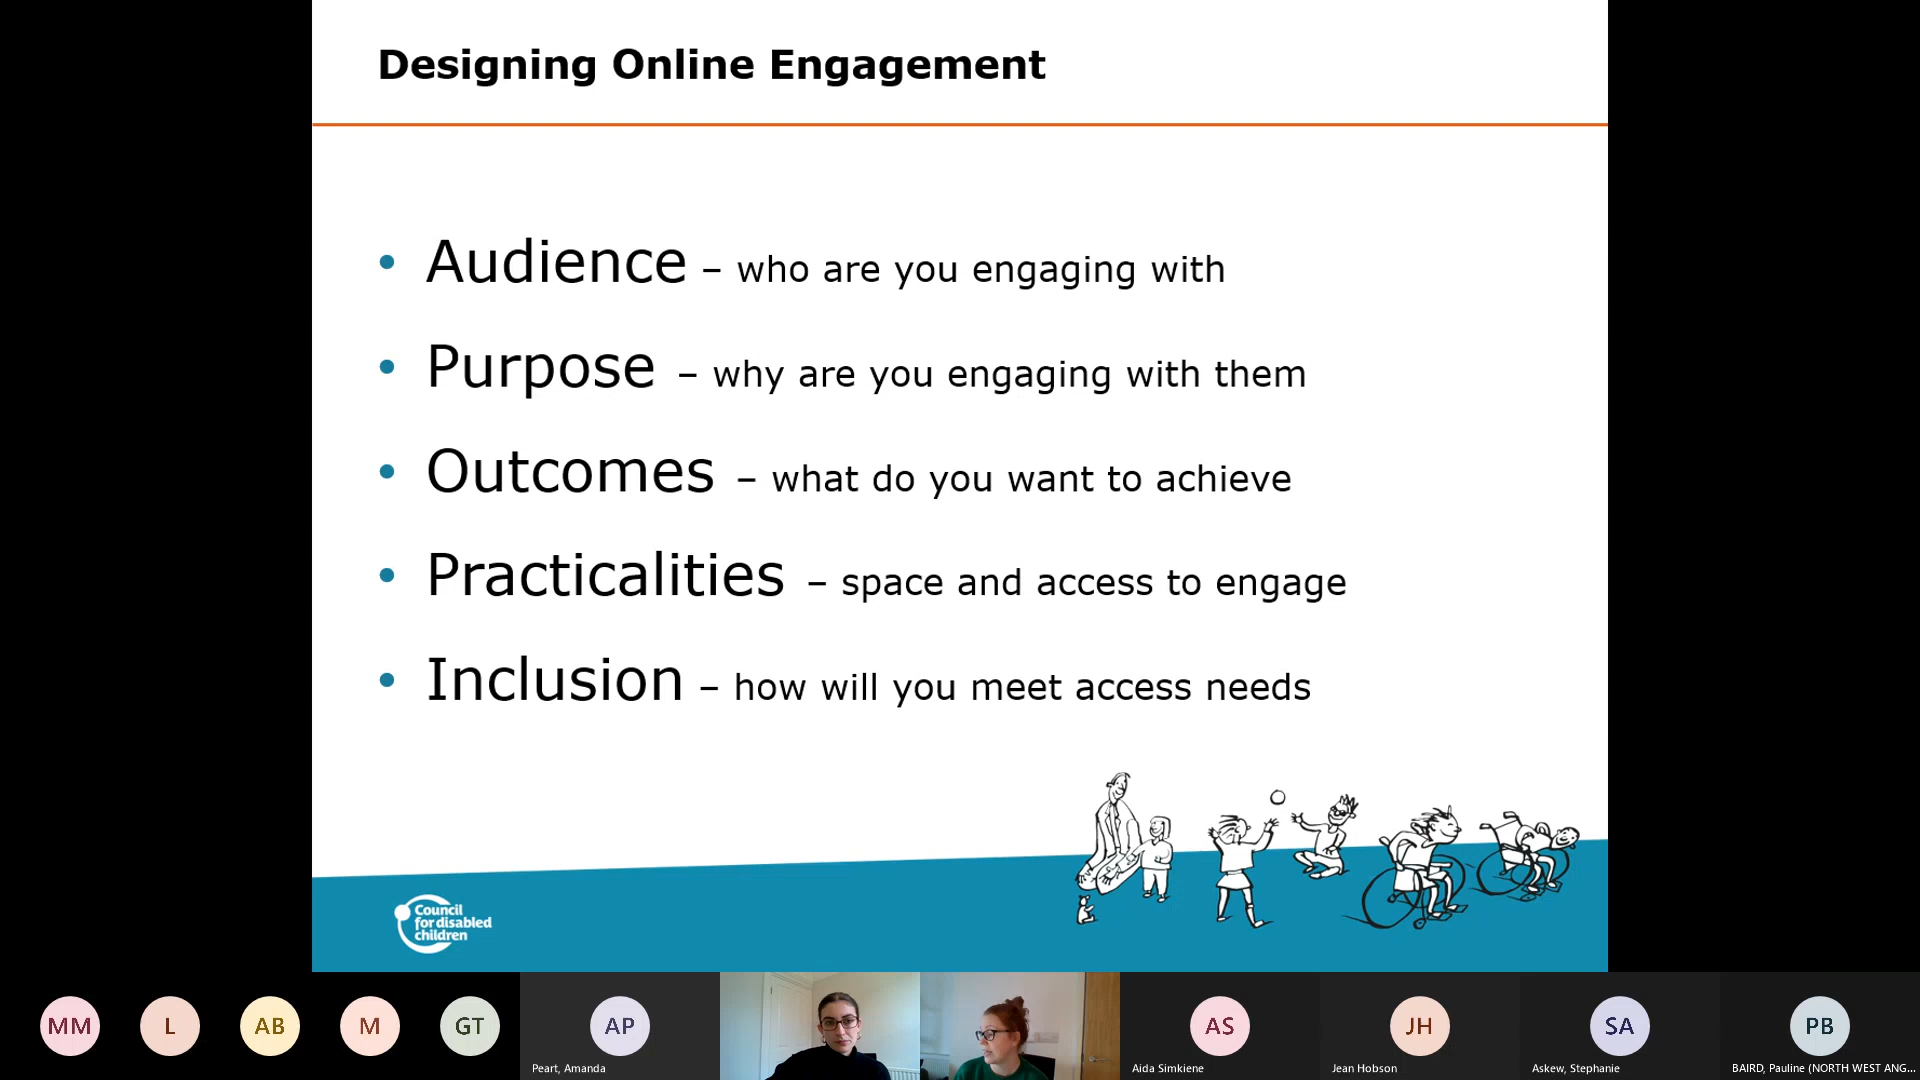 Designing Online Engagement
• Audience – who are you engaging with
• Purpose – why are you engaging with them
• Outcomes – what do you want to achieve
• Practicalities – space and access to engage
• Inclusion – how will you meet access needs
Council
for disabled
children
MM L AB M GT AP AS JH SA PB
Peart, Amanda Aida Simkiene Jean Hobson Askew, Stephanie BAIRD, Pauline (NORTH WEST ANG...